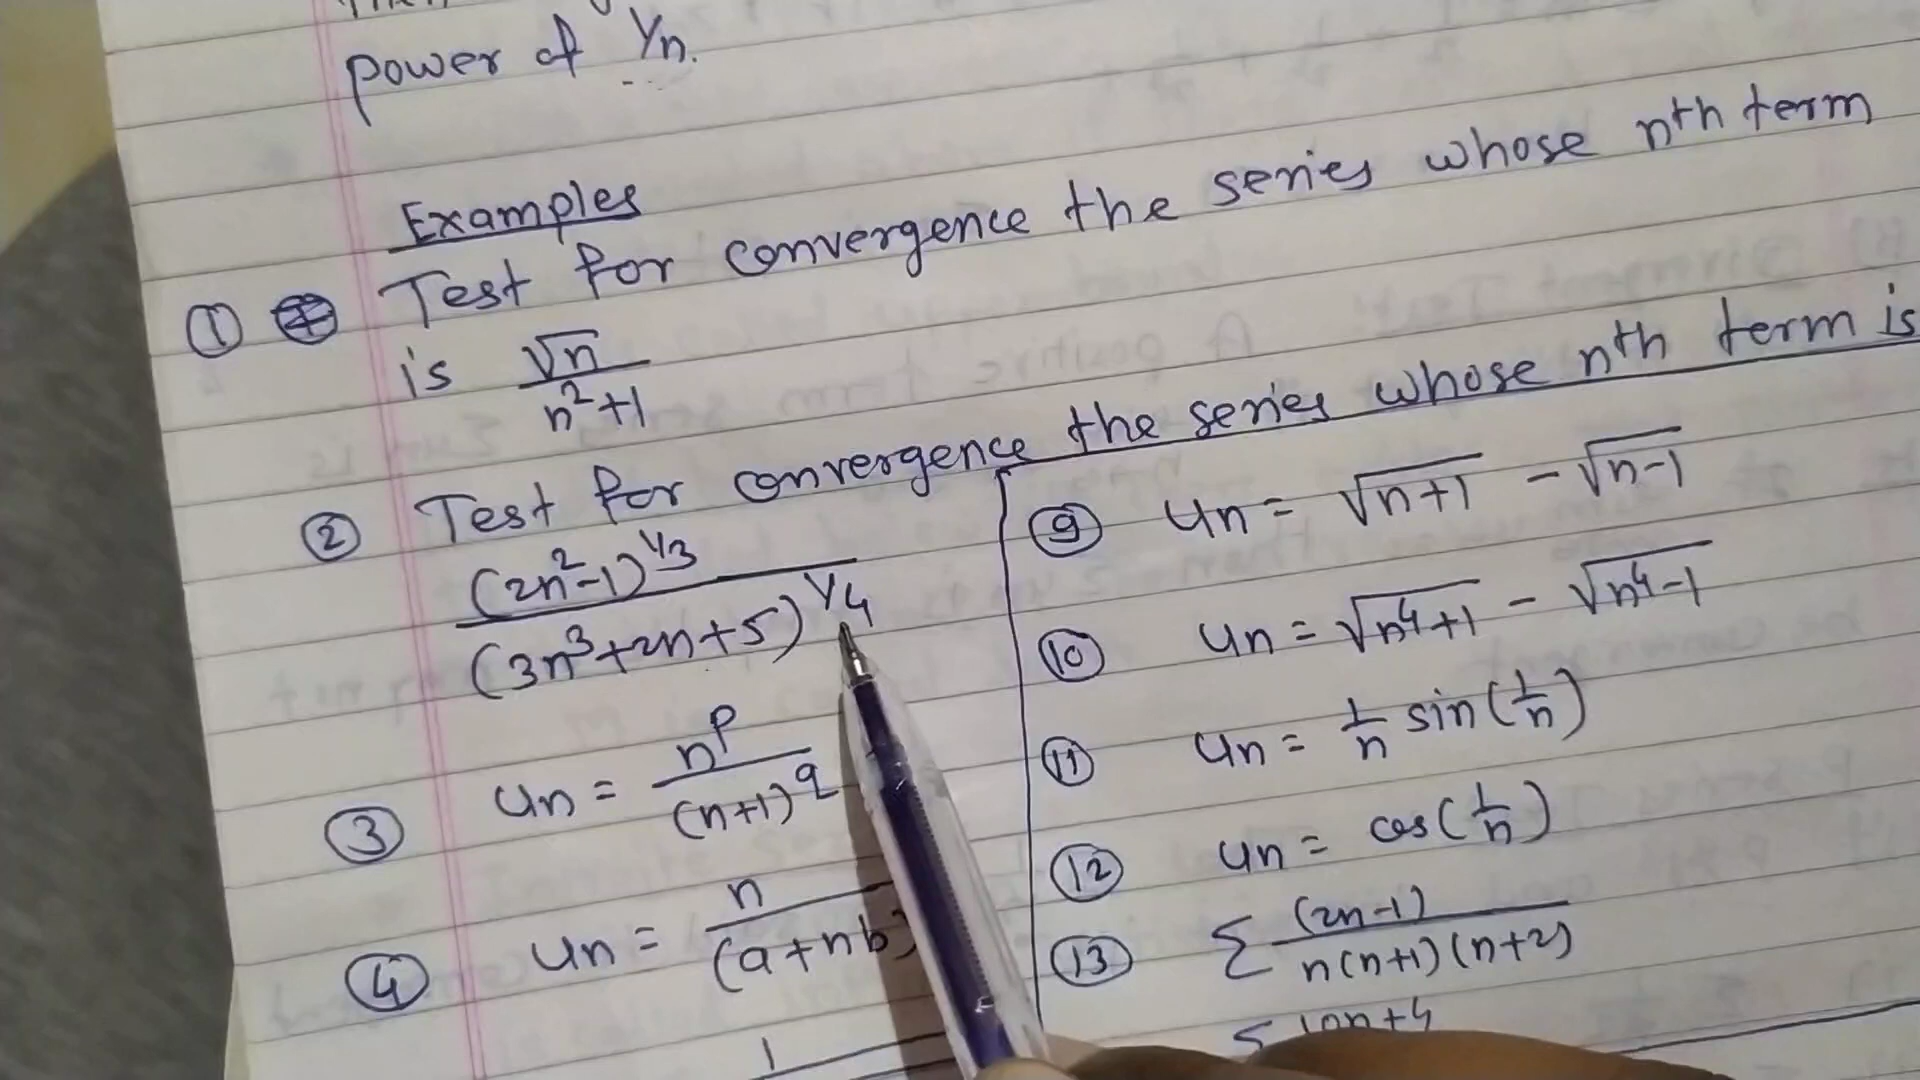 power of 1/n.
Examples
① Test for convergence the series whose nth term
is √n / n²+1
② Test for convergence the series whose nth term is
(2n²-1)^1/3 / (3n³+2n+5)^1/4
③ un = n^p / (n+1)^q
④ un = n / (a+nb)
1
⑨ un = √n+1 - √n-1
⑩ un = √n⁴+1 - √n⁴-1
⑪ un = 1/n sin(1/n)
⑫ un = cos(1/n)
⑬ Σ (2n-1) / n(n+1)(n+2)
Σ 10n+4